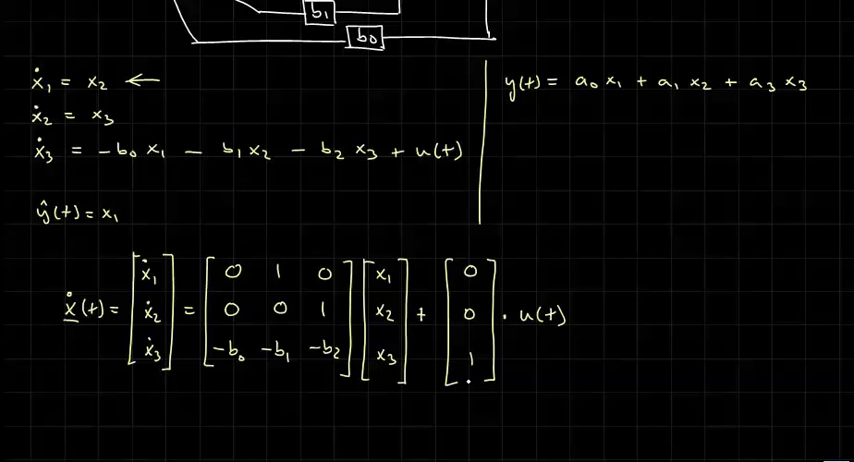 b₁
b₀
ẋ₁ = x₂ ←
y(t) = a₀ x₁ + a₁ x₂ + a₃ x₃
ẋ₂ = x₃
ẋ₃ = -b₀ x₁ - b₁ x₂ - b₂ x₃ + u(t)
ŷ(t) = x₁
ẋ(t) = [ẋ₁ ẋ₂ ẋ₃] = [0 1 0; 0 0 1; -b₀ -b₁ -b₂] [x₁ x₂ x₃] + [0 0 1] · u(t)